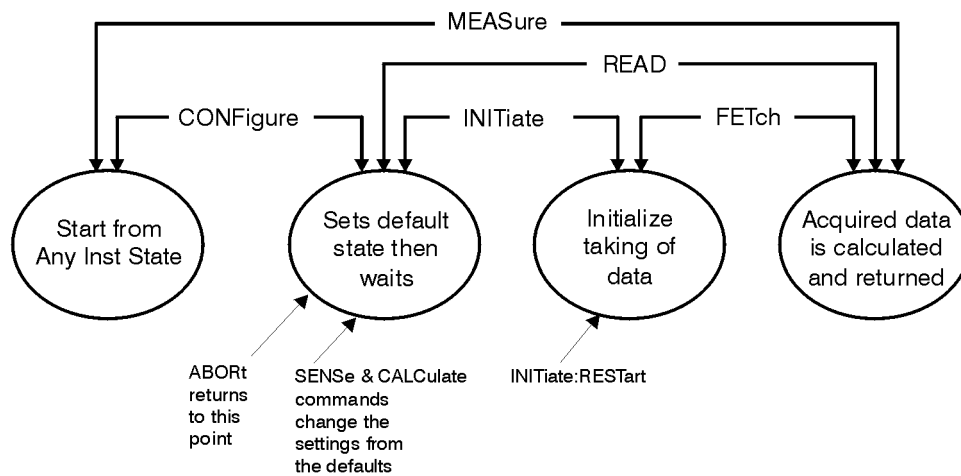 MEASure
READ
CONFigure
INITiate
FETch
Start from
Any Inst State
Sets default
state then
waits
Initialize
taking of
data
Acquired data
is calculated
and returned
ABORt
returns
to this
point
SENSe & CALCulate
commands
change the
settings from
the defaults
INITiate:RESTart